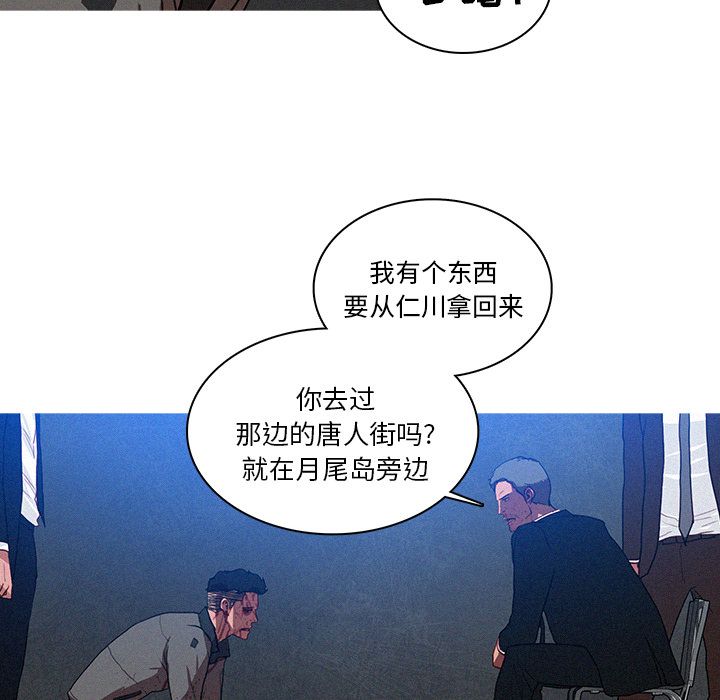 我有个东西
要从仁川拿回来
你去过
那边的唐人街吗?
就在月尾岛旁边